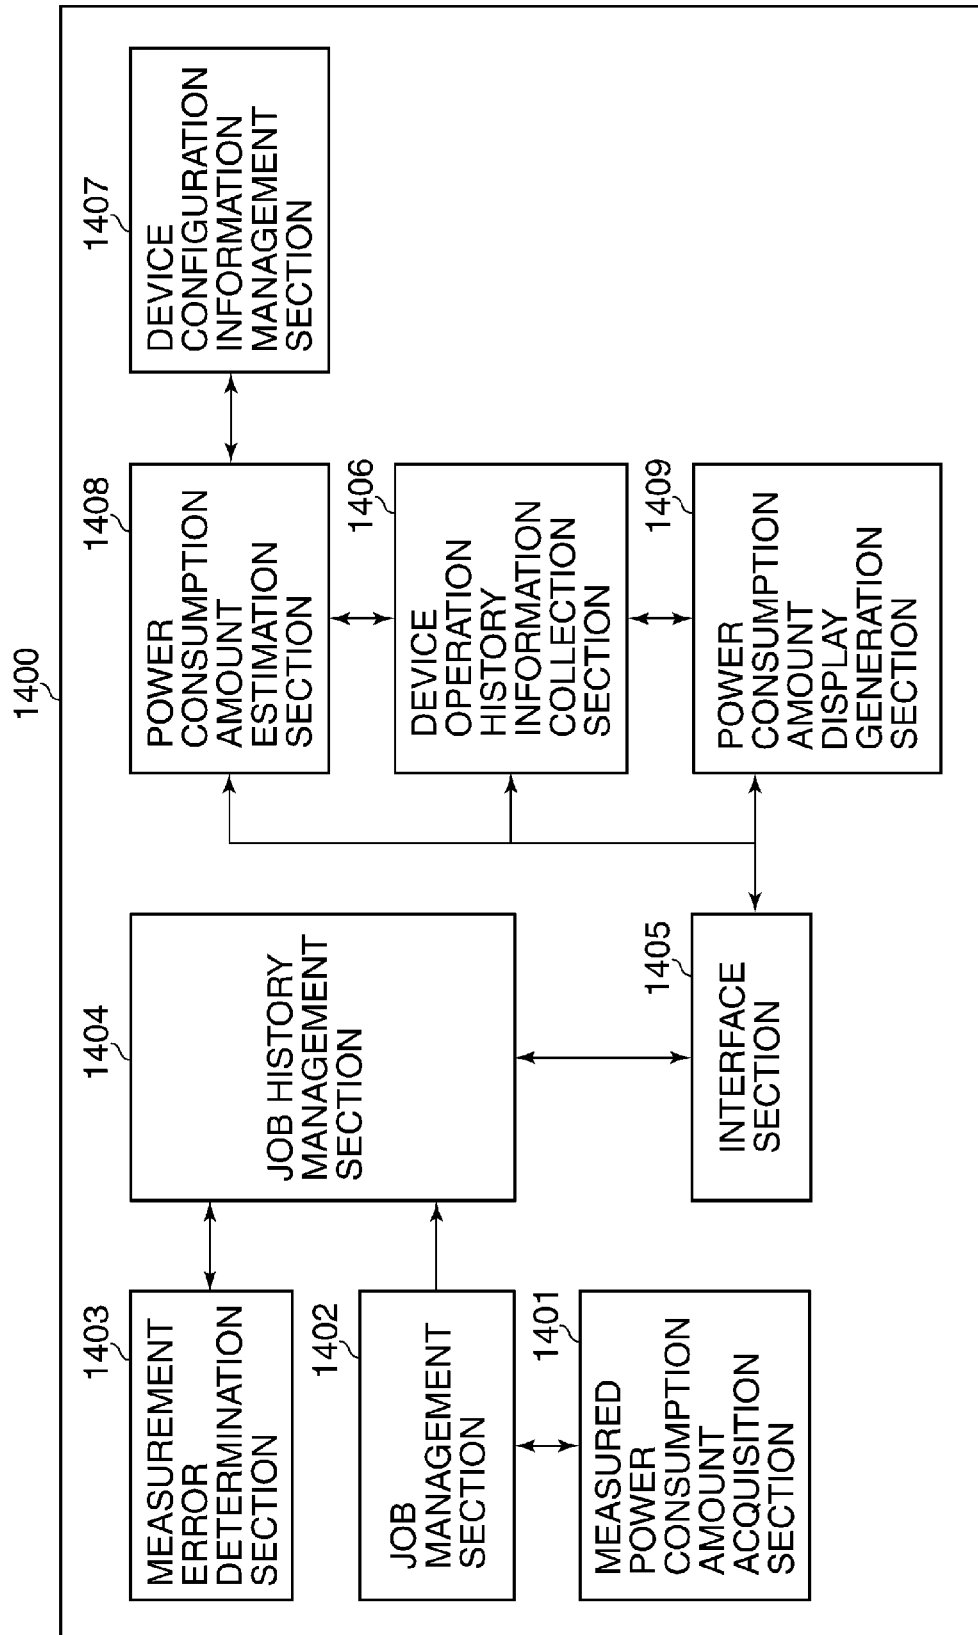 1400
1403
MEASUREMENT
ERROR
DETERMINATION
SECTION
1402
JOB
MANAGEMENT
SECTION
1401
MEASURED
POWER
CONSUMPTION
AMOUNT
ACQUISITION
SECTION
1404
JOB HISTORY
MANAGEMENT
SECTION
1405
INTERFACE
SECTION
1408
POWER
CONSUMPTION
AMOUNT
ESTIMATION
SECTION
1406
DEVICE
OPERATION
HISTORY
INFORMATION
COLLECTION
SECTION
1409
POWER
CONSUMPTION
AMOUNT
DISPLAY
GENERATION
SECTION
1407
DEVICE
CONFIGURATION
INFORMATION
MANAGEMENT
SECTION